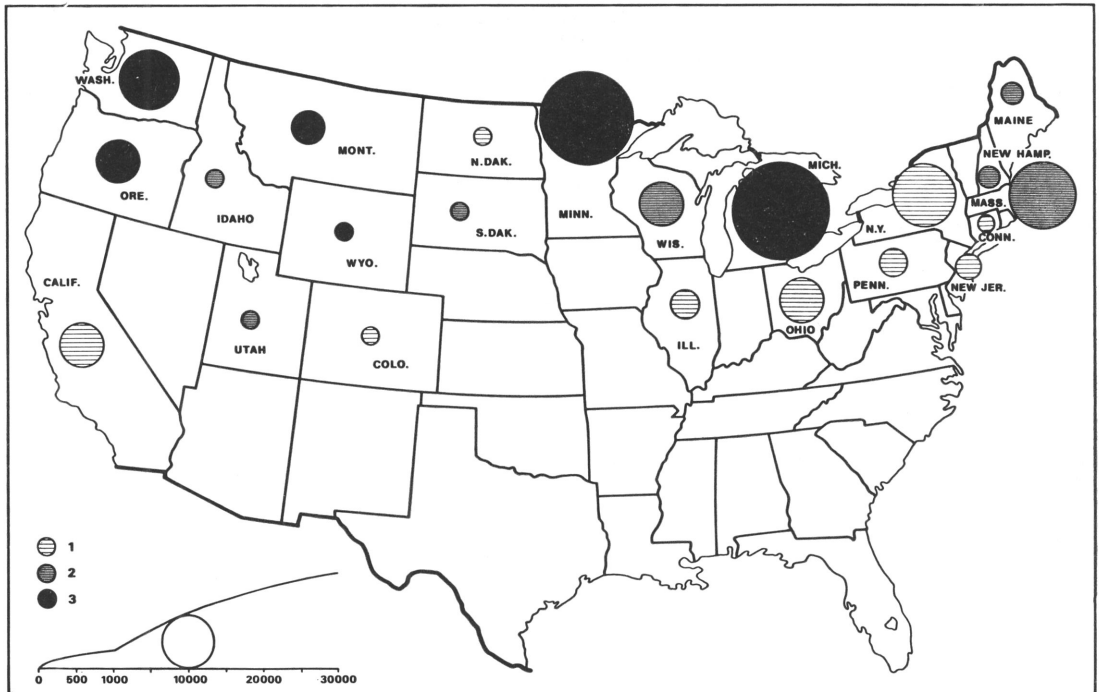 WASH.
MONT.
N.DAK.
MINN.
MICH.
MAINE
NEW HAMP.
ORE.
IDAHO
WYO.
S.DAK.
WIS.
N.Y.
MASS.
CONN.
CALIF.
UTAH
COLO.
ILL.
OHIO
PENN.
NEW JER.
1
2
3
0 500 1000 10000 20000 30000